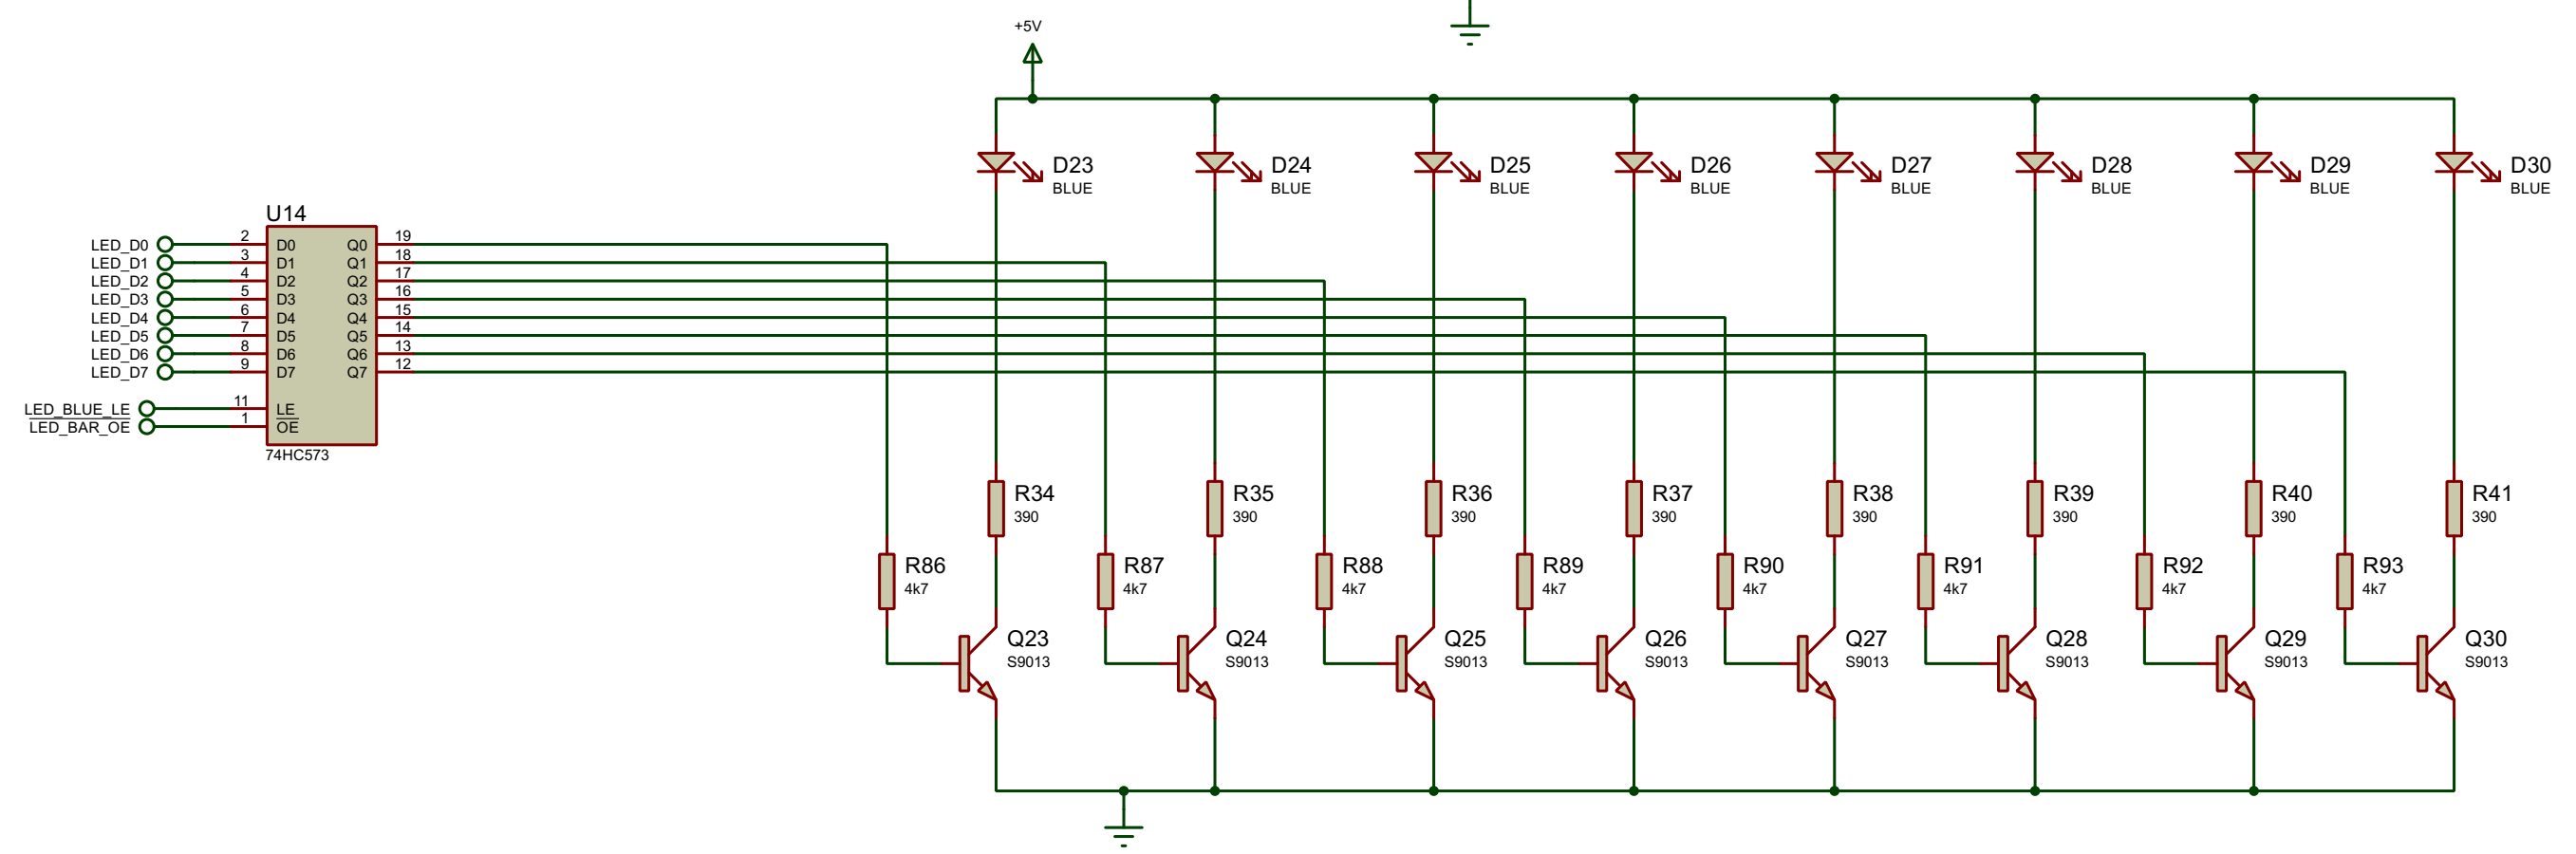 +5V
D23
BLUE
D24
BLUE
D25
BLUE
D26
BLUE
D27
BLUE
D28
BLUE
D29
BLUE
D30
BLUE
U14
LED_D0 2 D0 Q0 19
LED_D1 3 D1 Q1 18
LED_D2 4 D2 Q2 17
LED_D3 5 D3 Q3 16
LED_D4 6 D4 Q4 15
LED_D5 7 D5 Q5 14
LED_D6 8 D6 Q6 13
LED_D7 9 D7 Q7 12
LED_BLUE_LE 11 LE
LED_BAR_OE 1 OE
74HC573
R34
390
R35
390
R36
390
R37
390
R38
390
R39
390
R40
390
R41
390
R86
4k7
R87
4k7
R88
4k7
R89
4k7
R90
4k7
R91
4k7
R92
4k7
R93
4k7
Q23
S9013
Q24
S9013
Q25
S9013
Q26
S9013
Q27
S9013
Q28
S9013
Q29
S9013
Q30
S9013